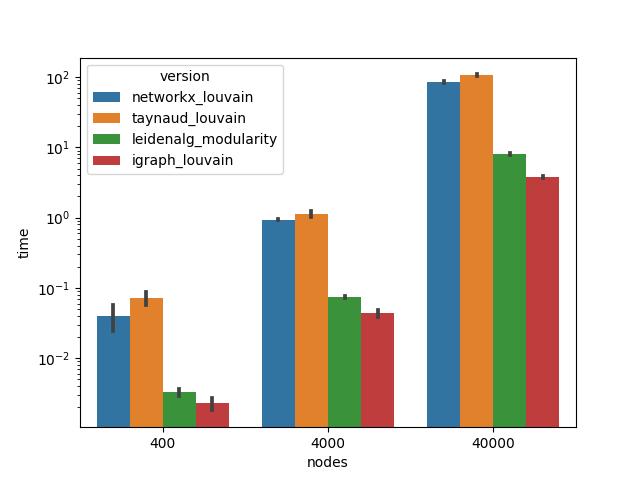 version
networkx_louvain
taynaud_louvain
leidenalg_modularity
igraph_louvain
time
10²
10¹
10⁰
10⁻¹
10⁻²
400
4000
40000
nodes